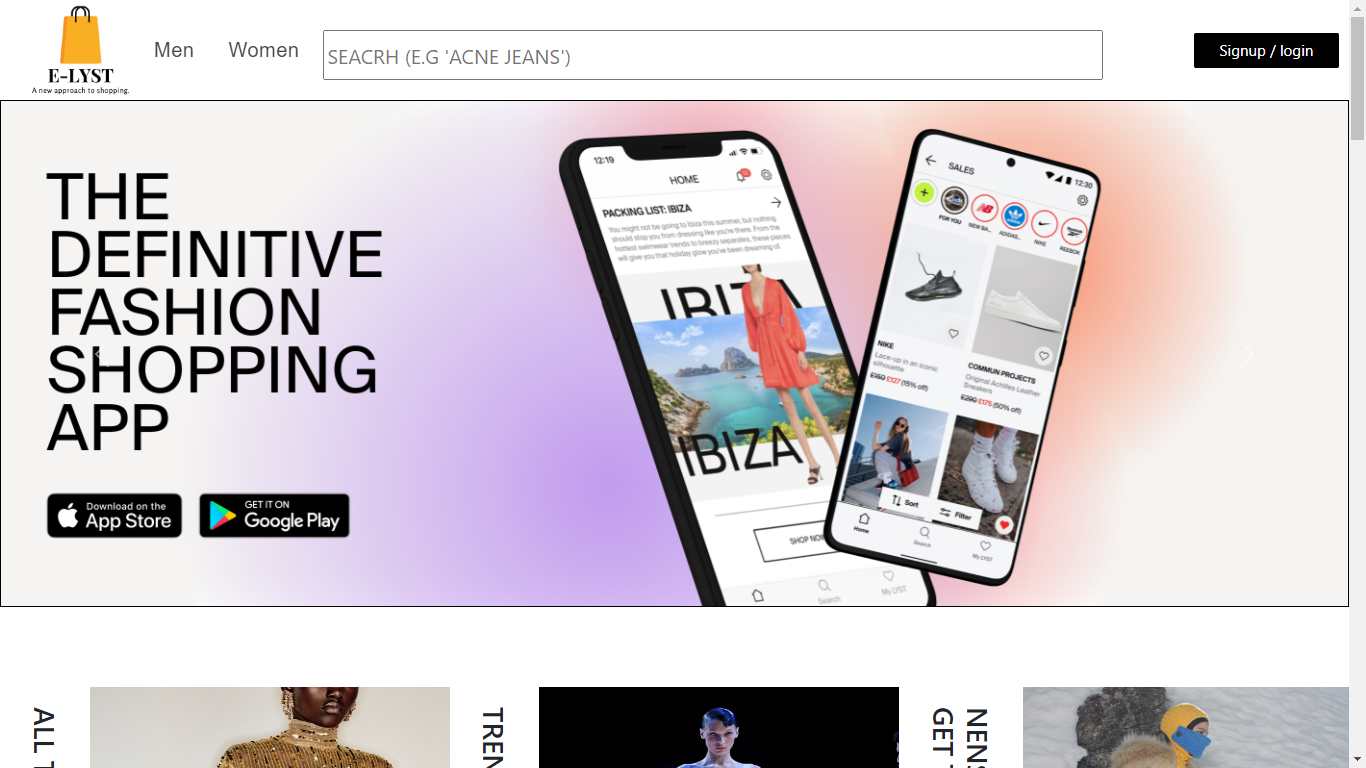 E-LYST
A new approach to shopping.
Men
Women
SEACRH (E.G 'ACNE JEANS')
Signup / login
THE
DEFINITIVE
FASHION
SHOPPING
APP
Download on the
App Store
GET IT ON
Google Play
12:19
HOME
PACKING LIST: IBIZA
You might not be going to Ibiza this summer, but nothing
should stop you from dressing like you're there. From the
hottest swimwear trends to breezy separates, these pieces
will give you that holiday glow you've been dreaming of.
IBIZA
IBIZA
SHOP NOW
Search
My LYST
12:30
SALES
FOR YOU
NEW BA...
ADIDAS...
NIKE
REEBOK
NIKE
Lace-up in an iconic
silhouette
£150 £127 (15% off)
COMMUN PROJECTS
Original Achilles Leather
Sneakers
£290 £175 (50% off)
Sort
Filter
Home
Search
My LYST
ALL T
TREN
NENS
GET T